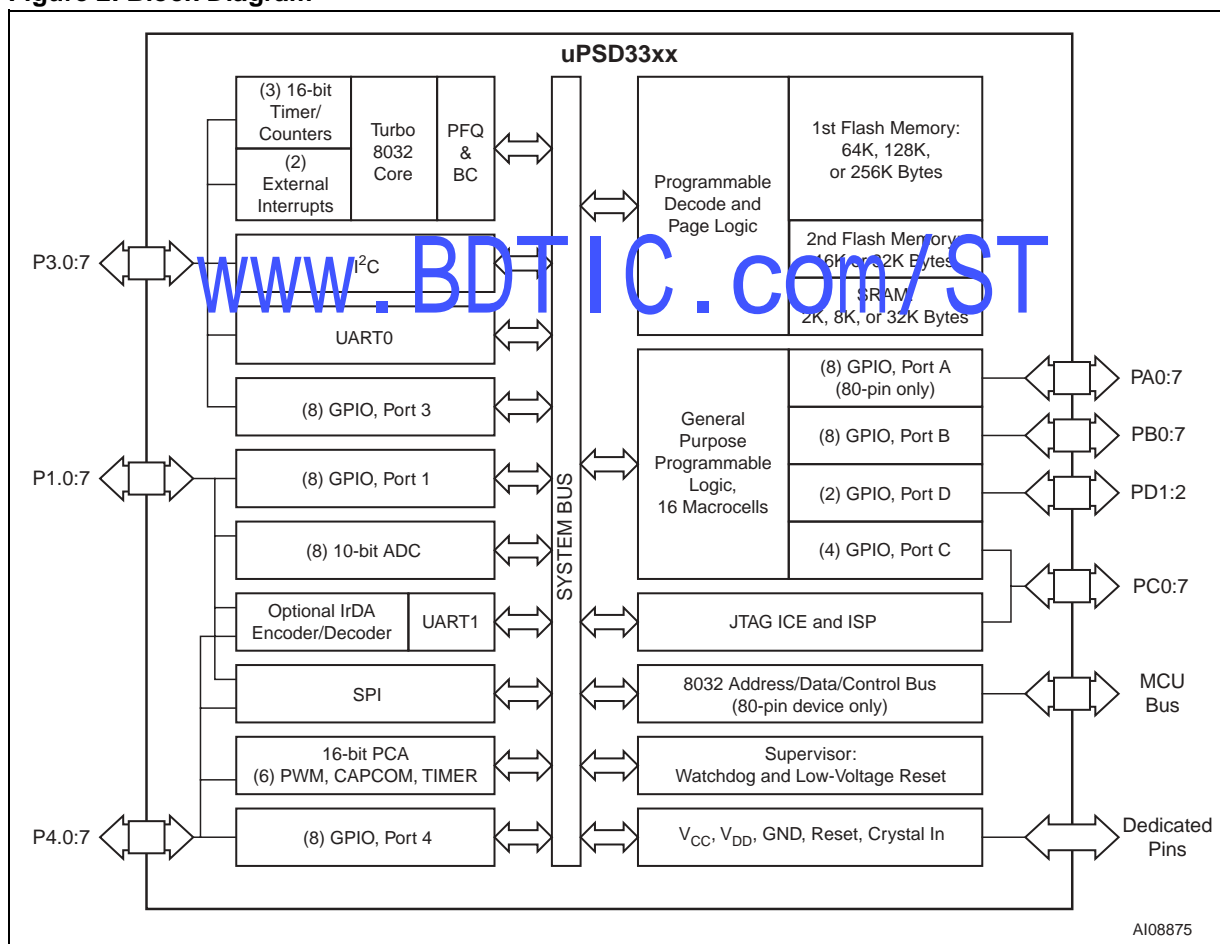 Figure 2. Block Diagram
uPSD33xx
(3) 16-bit
Timer/
Counters
(2)
External
Interrupts
Turbo
8032
Core
PFQ
&
BC
I²C
UART0
(8) GPIO, Port 3
(8) GPIO, Port 1
(8) 10-bit ADC
Optional IrDA
Encoder/Decoder
UART1
SPI
16-bit PCA
(6) PWM, CAPCOM, TIMER
(8) GPIO, Port 4
P3.0:7
P1.0:7
P4.0:7
SYSTEM BUS
Programmable
Decode and
Page Logic
1st Flash Memory:
64K, 128K,
or 256K Bytes
2nd Flash Memory:
16K or 32K Bytes
SRAM:
2K, 8K, or 32K Bytes
General
Purpose
Programmable
Logic,
16 Macrocells
(8) GPIO, Port A
(80-pin only)
(8) GPIO, Port B
(2) GPIO, Port D
(4) GPIO, Port C
JTAG ICE and ISP
8032 Address/Data/Control Bus
(80-pin device only)
Supervisor:
Watchdog and Low-Voltage Reset
VCC, VDD, GND, Reset, Crystal In
PA0:7
PB0:7
PD1:2
PC0:7
MCU
Bus
Dedicated
Pins
www.BDTIC.com/ST
AI08875